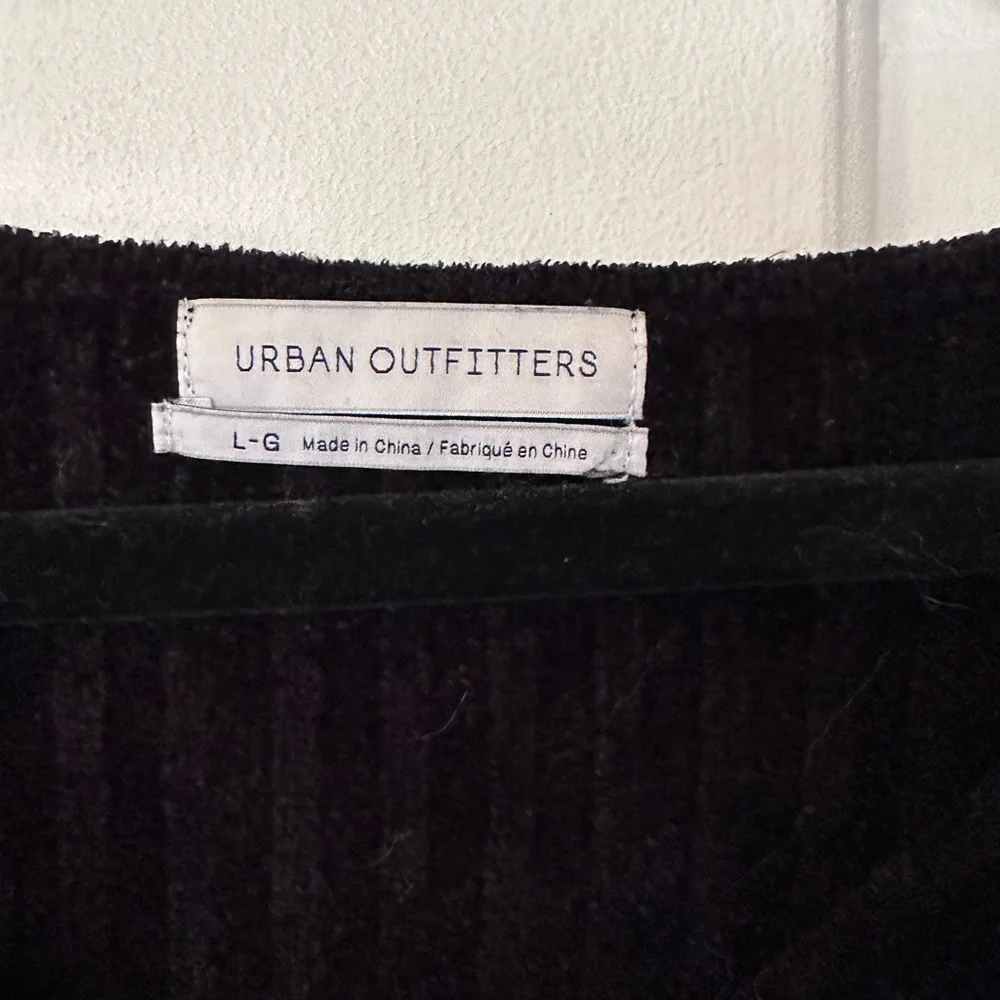 URBAN OUTFITTERS
L-G Made in China / Fabriqué en Chine